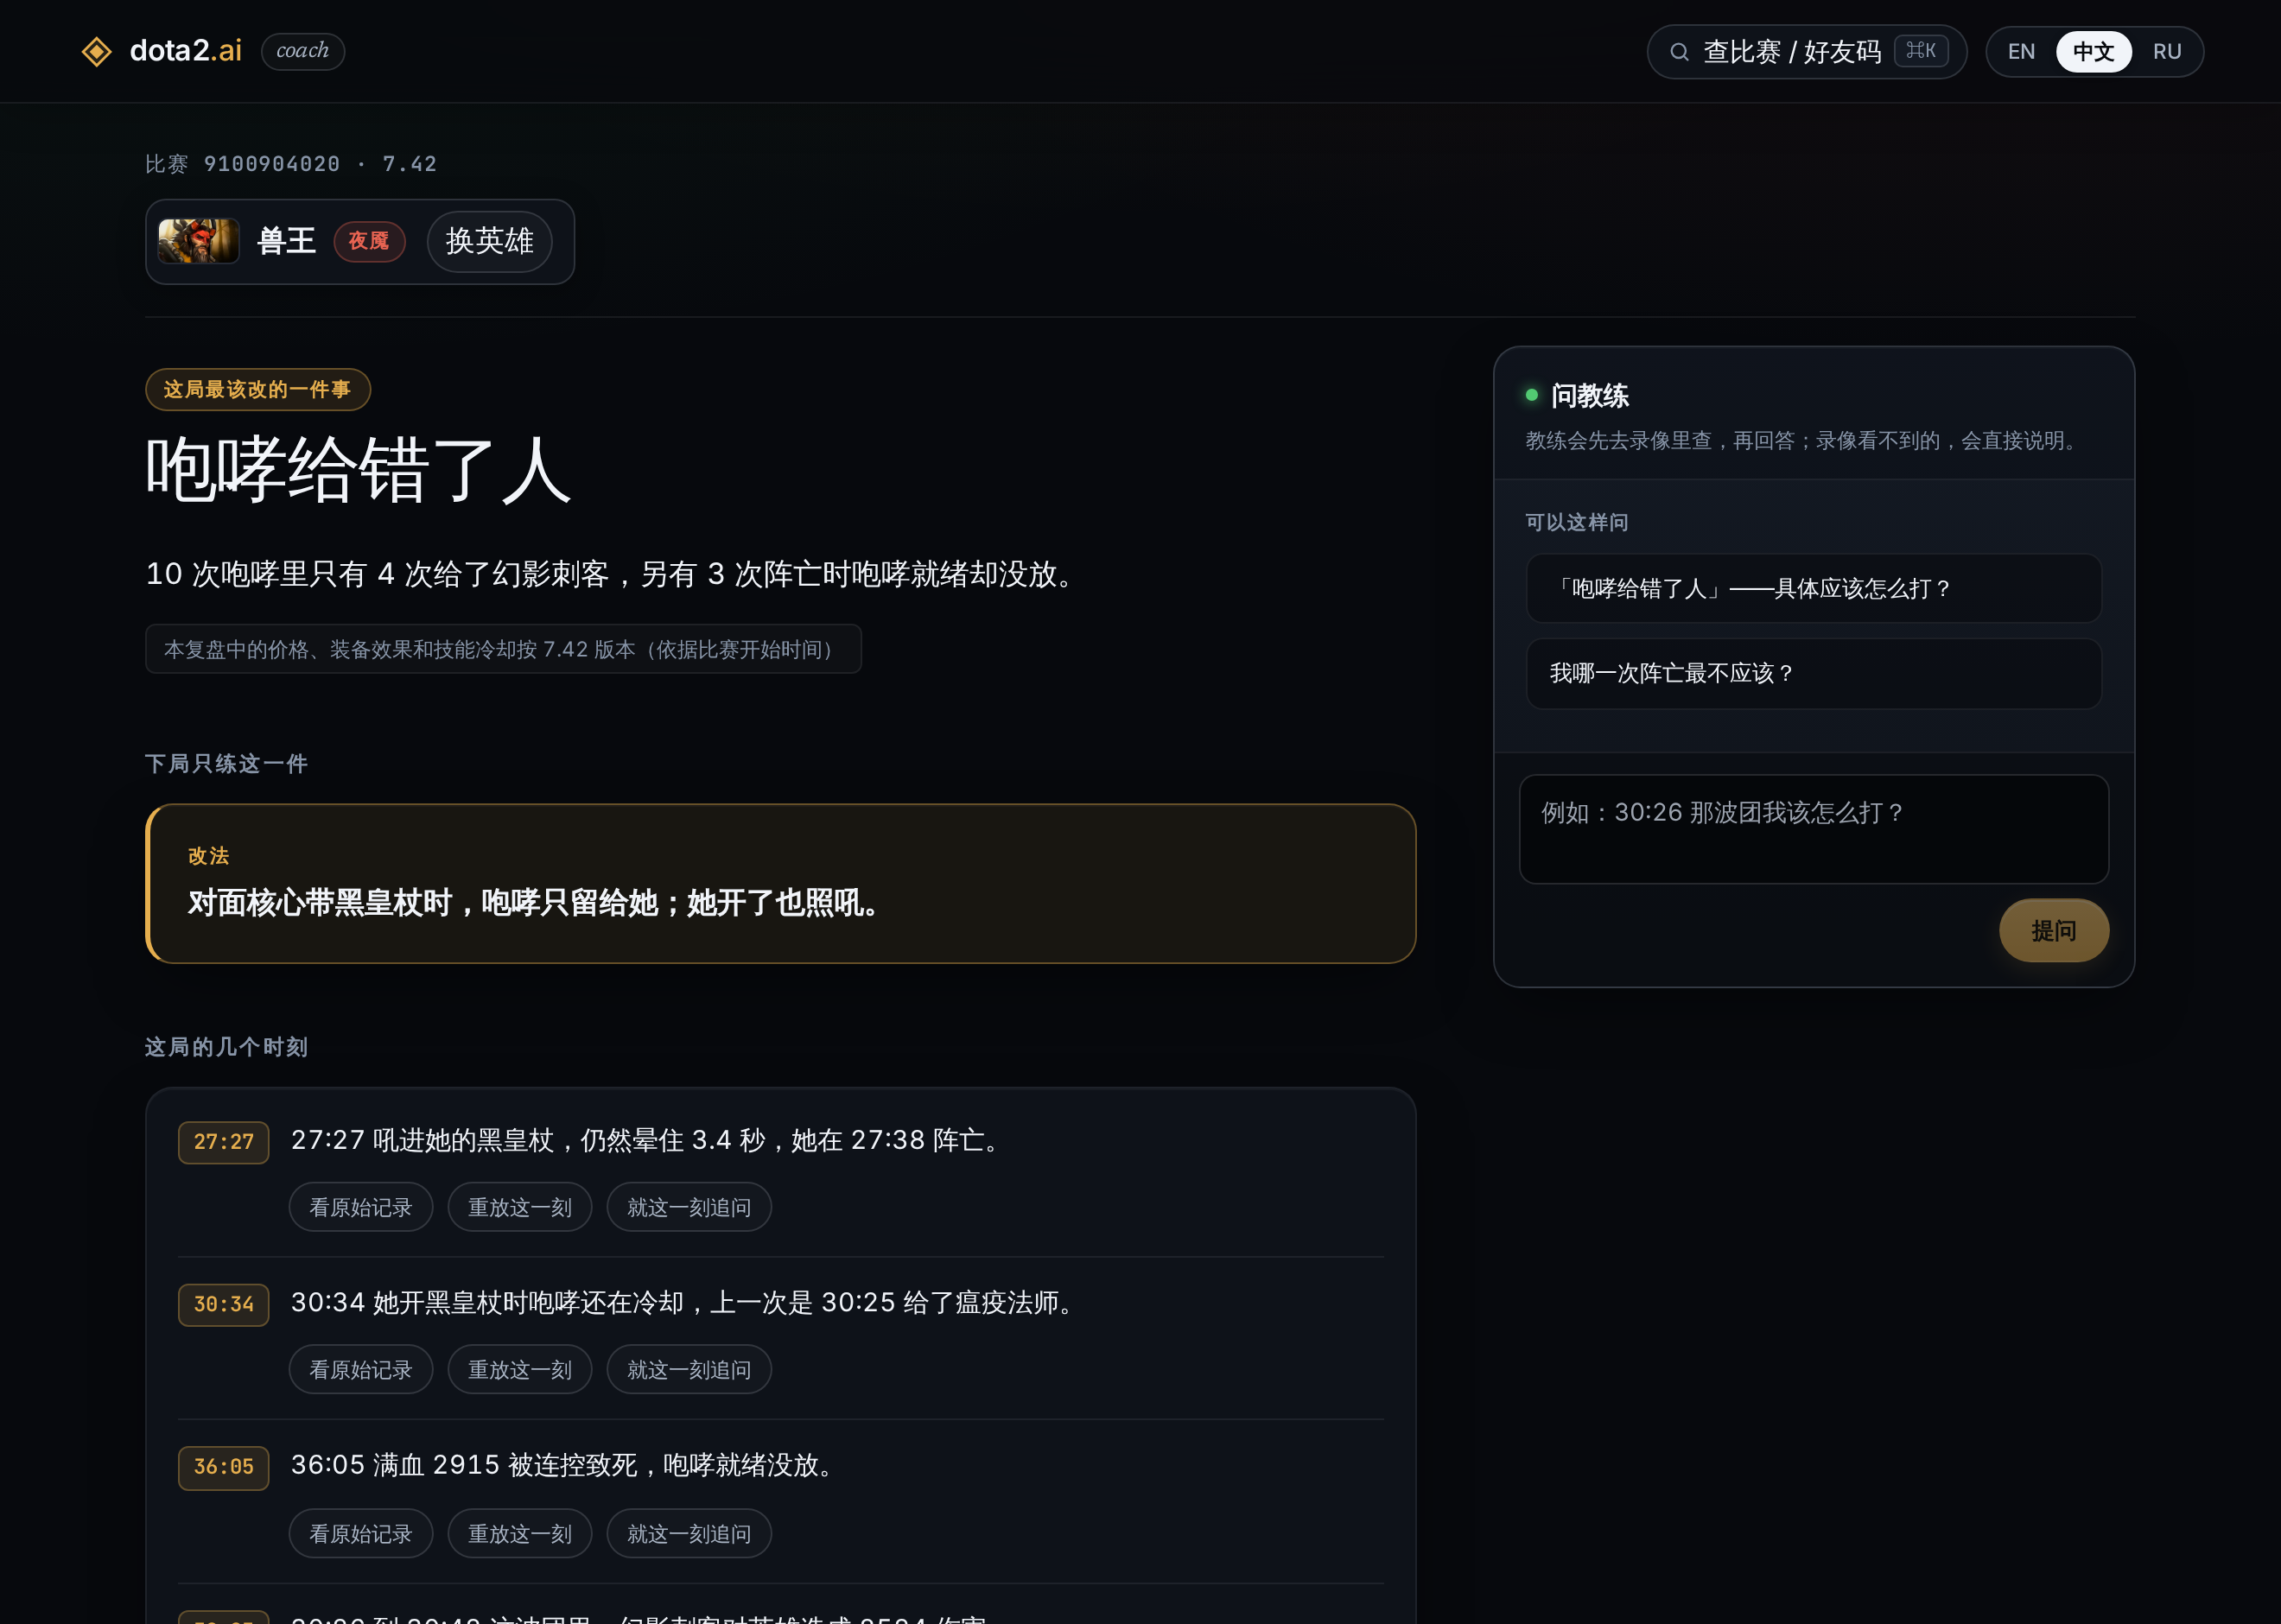 dota2.ai coach
查比赛 / 好友码 ⌘K
EN 中文 RU
比赛 9100904020 · 7.42
兽王 夜魇 换英雄
这局最该改的一件事
咆哮给错了人
10 次咆哮里只有 4 次给了幻影刺客，另有 3 次阵亡时咆哮就绪却没放。
本复盘中的价格、装备效果和技能冷却按 7.42 版本（依据比赛开始时间）
下局只练这一件
改法
对面核心带黑皇杖时，咆哮只留给她；她开了也照吼。
这局的几个时刻
27:27 27:27 吼进她的黑皇杖，仍然晕住 3.4 秒，她在 27:38 阵亡。
看原始记录 重放这一刻 就这一刻追问
30:34 30:34 她开黑皇杖时咆哮还在冷却，上一次是 30:25 给了瘟疫法师。
看原始记录 重放这一刻 就这一刻追问
36:05 36:05 满血 2915 被连控致死，咆哮就绪没放。
看原始记录 重放这一刻 就这一刻追问
问教练
教练会先去录像里查，再回答；录像看不到的，会直接说明。
可以这样问
「咆哮给错了人」——具体应该怎么打？
我哪一次阵亡最不应该？
例如：30:26 那波团我该怎么打？
提问